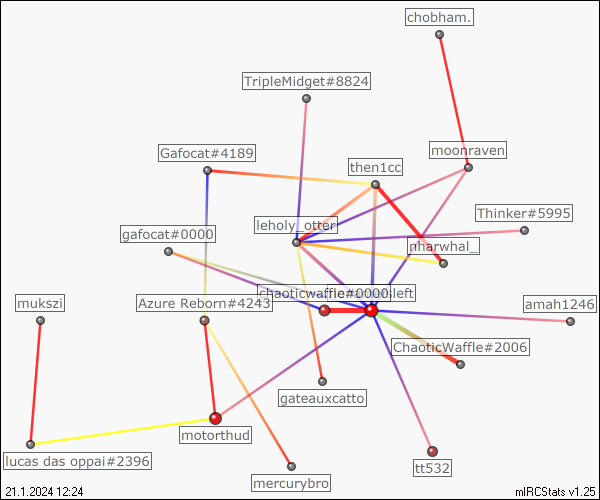 chobham.
TripleMidget#8824
moonraven
Gafocat#4189
then1cc
Thinker#5995
leholy_otter
gafocat#0000
nharwhal_
chaoticwaffle#0000
left
mukszi
Azure Reborn#4243
amah1246
ChaoticWaffle#2006
gateauxcatto
motorthud
lucas das oppai#2396
tt532
mercurybro
21.1.2024 12:24
mIRCStats v1.25